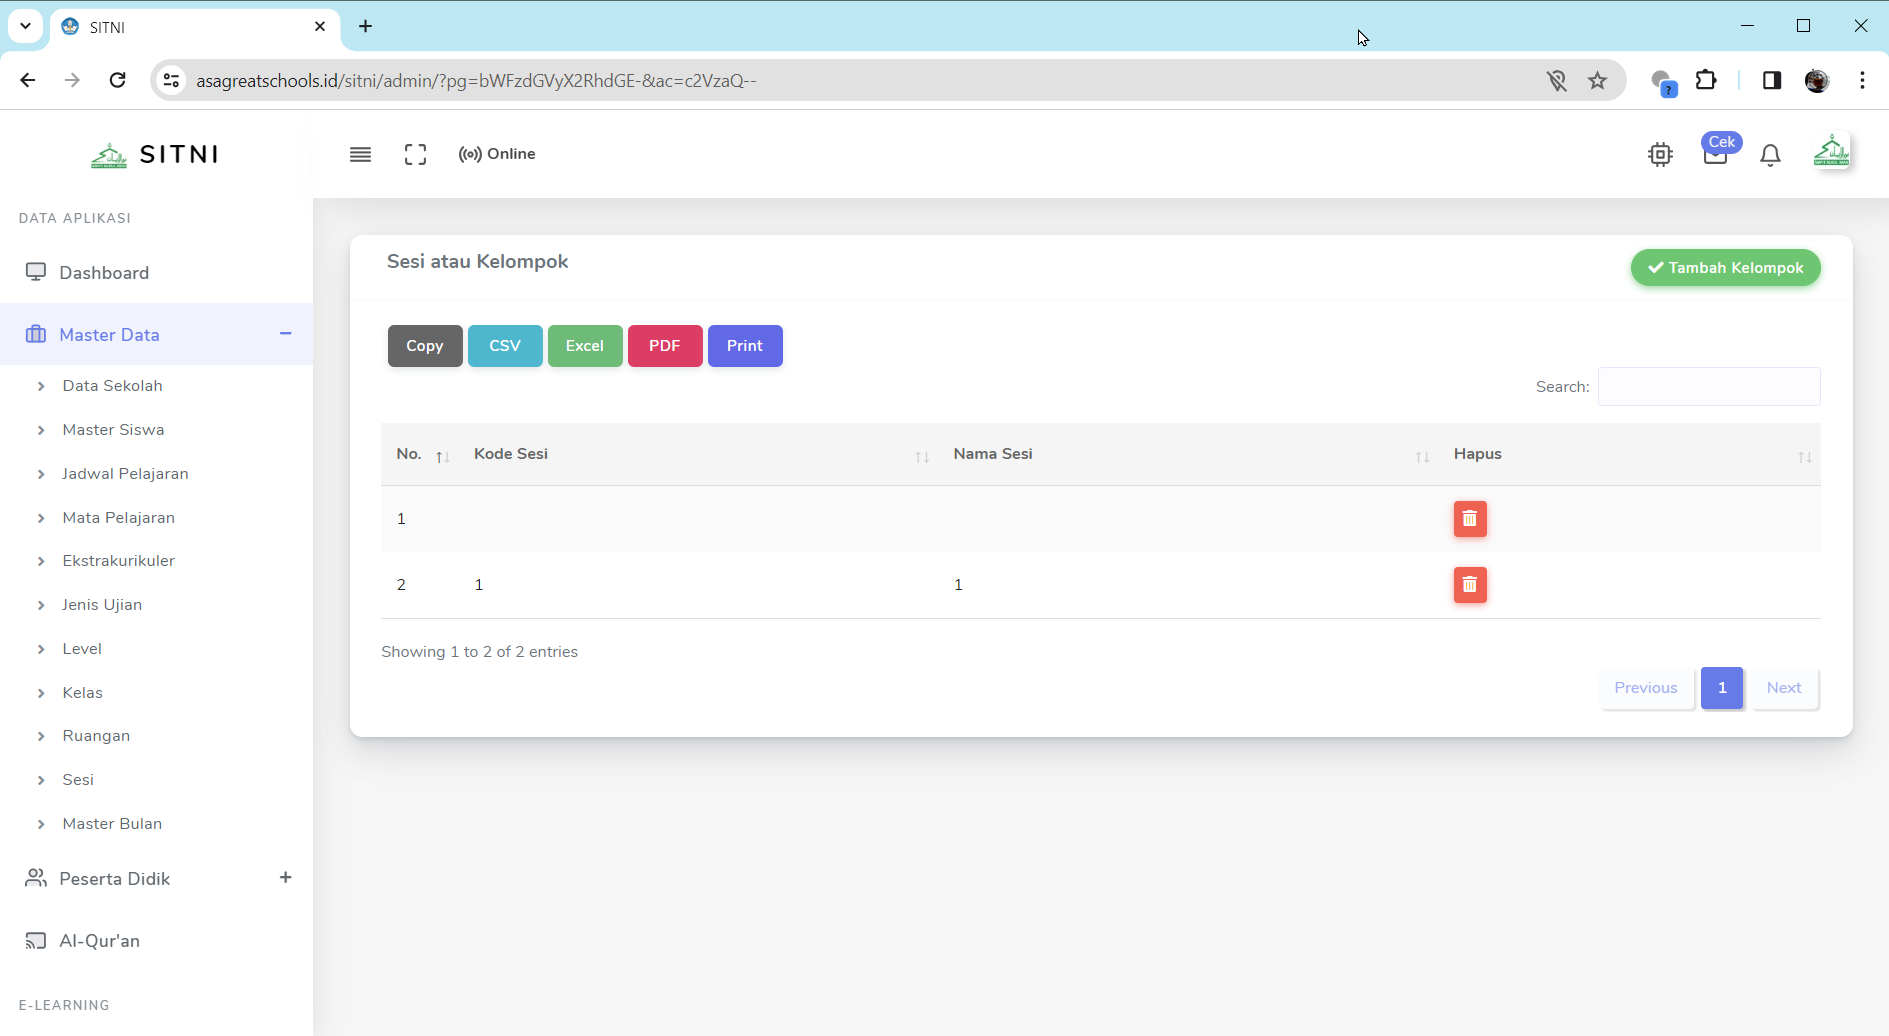 SITNI
asagreatschools.id/sitni/admin/?pg=bWFzdGVyX2RhdGE-&ac=c2VzaQ--
?
SITNI
Online
Cek
DATA APLIKASI
Dashboard
Master Data
Data Sekolah
Master Siswa
Jadwal Pelajaran
Mata Pelajaran
Ekstrakurikuler
Jenis Ujian
Level
Kelas
Ruangan
Sesi
Master Bulan
Peserta Didik
Al-Qur'an
E-LEARNING
Sesi atau Kelompok
Tambah Kelompok
Copy CSV Excel PDF Print
Search:
No. Kode Sesi Nama Sesi Hapus
1
2 1 1
Showing 1 to 2 of 2 entries
Previous 1 Next